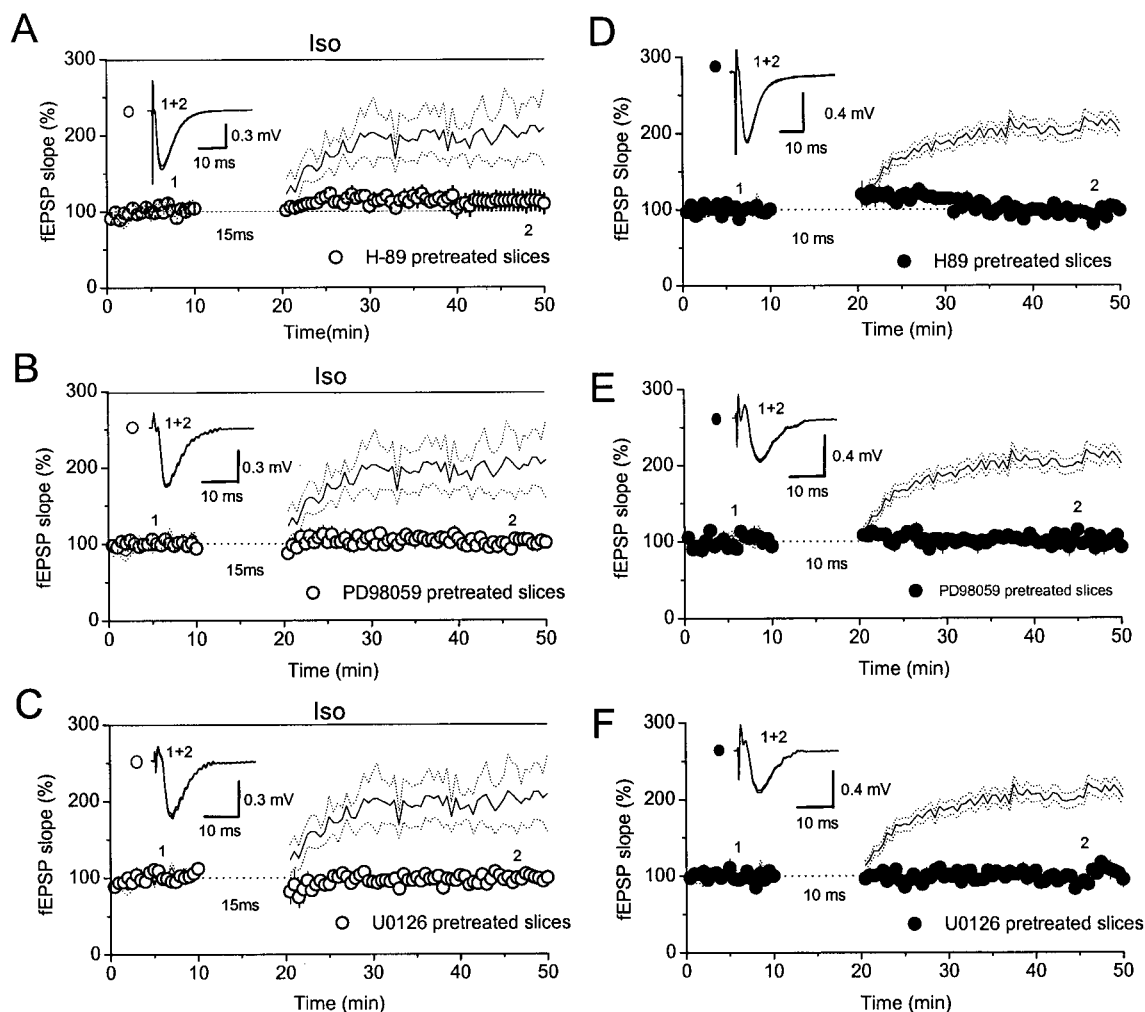 A
Iso
300
200
100
0
fEPSP slope (%)
1+2
0.3 mV
10 ms
1
15ms
2
H-89 pretreated slices
0 10 20 30 40 50
Time(min)
D
300
200
100
0
fEPSP Slope (%)
1+2
0.4 mV
10 ms
1
10 ms
2
H89 pretreated slices
0 10 20 30 40 50
Time (min)
B
Iso
300
200
100
0
fEPSP slope (%)
1+2
0.3 mV
10 ms
1
15ms
2
PD98059 pretreated slices
0 10 20 30 40 50
Time (min)
E
300
200
100
0
fEPSP slope (%)
1+2
0.4 mV
10 ms
1
10 ms
2
PD98059 pretreated slices
0 10 20 30 40 50
Time (min)
C
Iso
300
200
100
0
fEPSP slope (%)
1+2
0.3 mV
10 ms
1
15ms
2
U0126 pretreated slices
0 10 20 30 40 50
Time (min)
F
300
200
100
0
fEPSP slope (%)
1+2
0.4 mV
10 ms
1
10 ms
2
U0126 pretreated slices
0 10 20 30 40 50
Time (min)